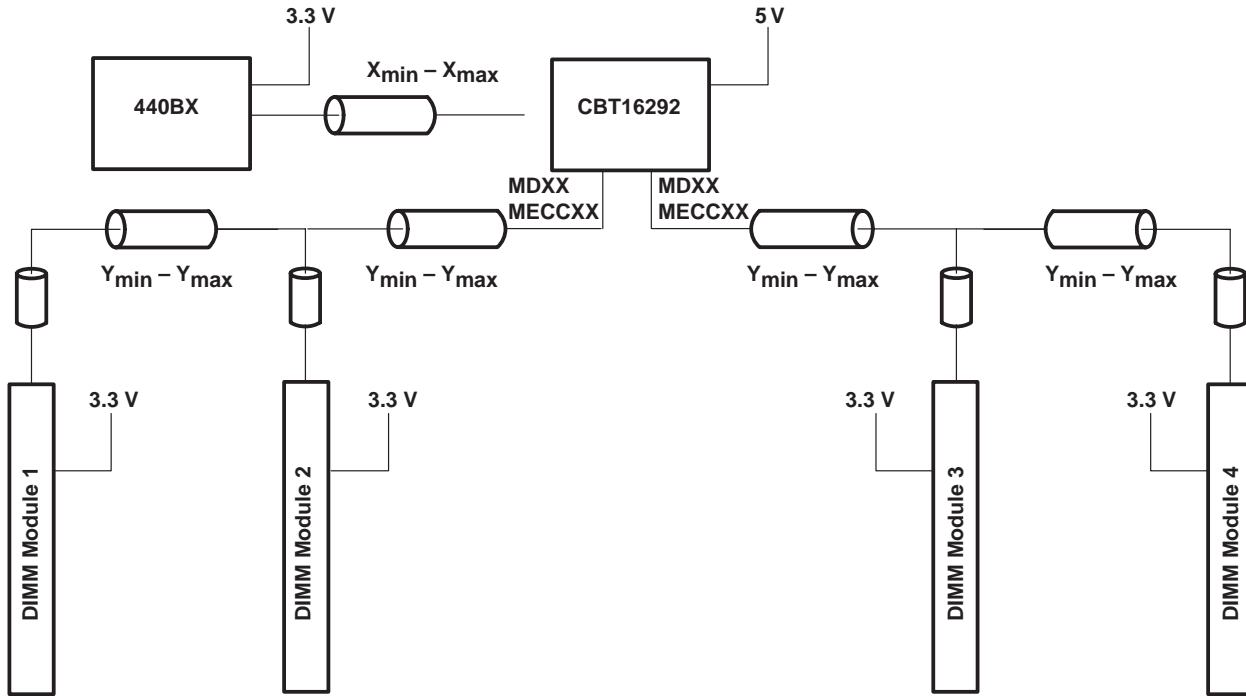 3.3 V
5 V
Xmin – Xmax
440BX
CBT16292
MDXX
MECCXX
MDXX
MECCXX
Ymin – Ymax
Ymin – Ymax
Ymin – Ymax
Ymin – Ymax
3.3 V
3.3 V
3.3 V
3.3 V
DIMM Module 1
DIMM Module 2
DIMM Module 3
DIMM Module 4